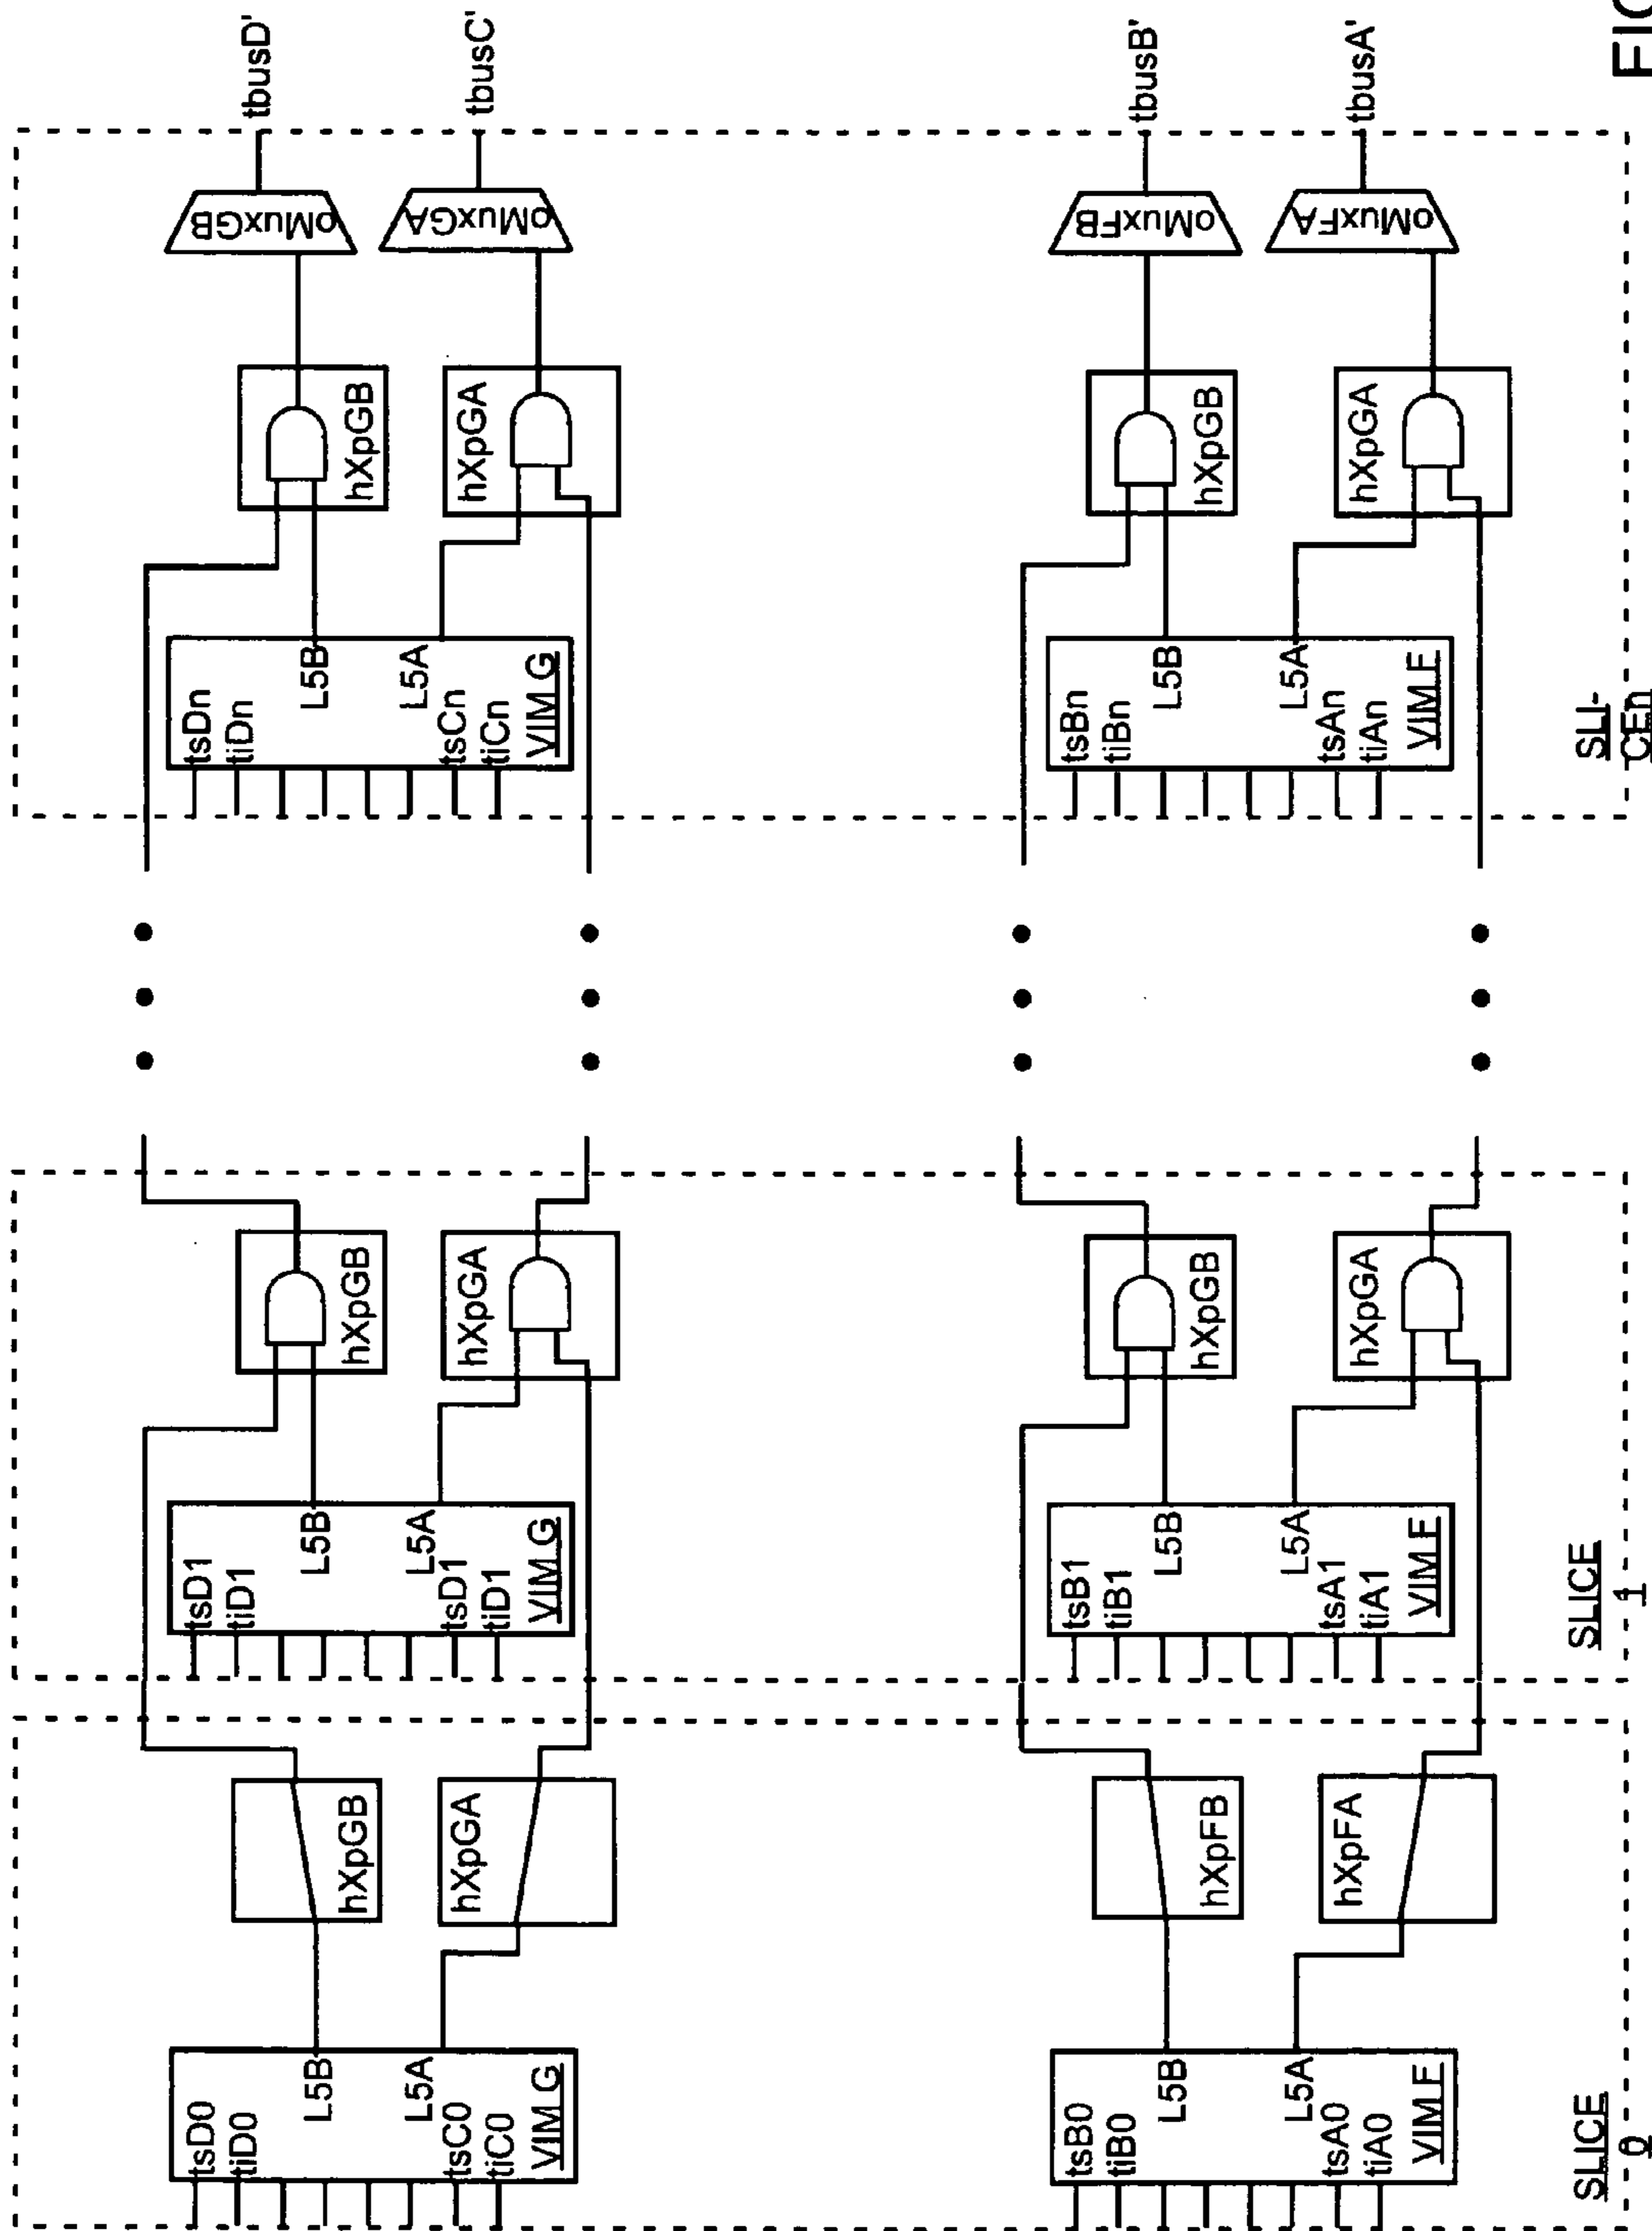 tsD0
tiD0
L5B
L5A
tsC0
tiC0
VIM G
hXpGB
hXpGA
tsB0
tiB0
L5B
L5A
tsA0
tiA0
VIM F
hXpFB
hXpFA
SLICE
0
tsD1
tiD1
L5B
L5A
tsD1
tiD1
VIM G
hXpGB
hXpGA
tsB1
tiB1
L5B
L5A
tsA1
tiA1
VIM F
hXpGB
hXpGA
SLICE
1
tsDn
tiDn
L5B
L5A
tsCn
tiCn
VIM G
hXpGB
hXpGA
oMuxGB
oMuxGA
tbusD'
tbusC'
tsBn
tiBn
L5B
L5A
tsAn
tiAn
VIM F
hXpGB
hXpGA
oMuxFB
oMuxFA
tbusB'
tbusA'
SLI-
CEn